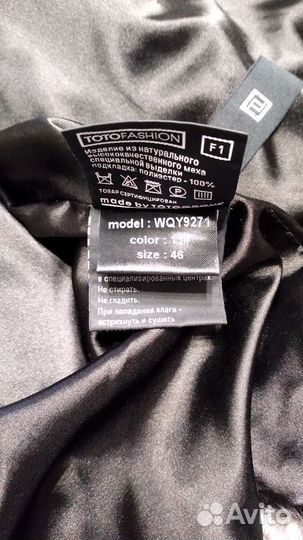 TOTOFASHION
F1
Изделие из натурального
высококачественного меха
специальной выделки
подкладка: полиэстер - 100%
P
ТОВАР СЕРТИФИЦИРОВАН
made by TOTO
model : WQY9271
color :
size : 46
в специализированных центрах.
Не стирать.
Не гладить.
При попадании влаги -
встряхнуть и сушить
Avito